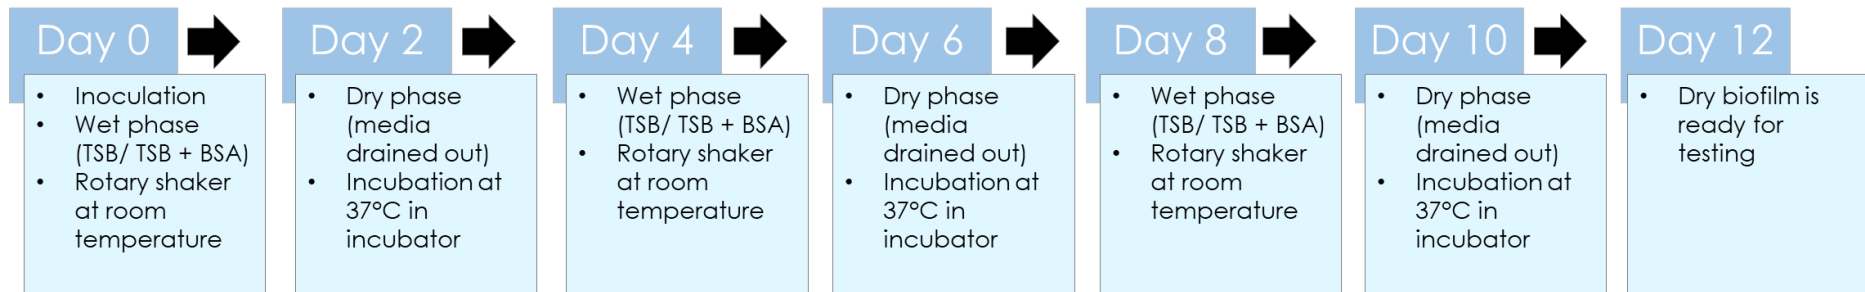 Day 0
• Inoculation
• Wet phase
(TSB/ TSB + BSA)
• Rotary shaker
at room
temperature
Day 2
• Dry phase
(media
drained out)
• Incubation at
37°C in
incubator
Day 4
• Wet phase
(TSB/ TSB + BSA)
• Rotary shaker
at room
temperature
Day 6
• Dry phase
(media
drained out)
• Incubation at
37°C in
incubator
Day 8
• Wet phase
(TSB/ TSB + BSA)
• Rotary shaker
at room
temperature
Day 10
• Dry phase
(media
drained out)
• Incubation at
37°C in
incubator
Day 12
• Dry biofilm is
ready for
testing